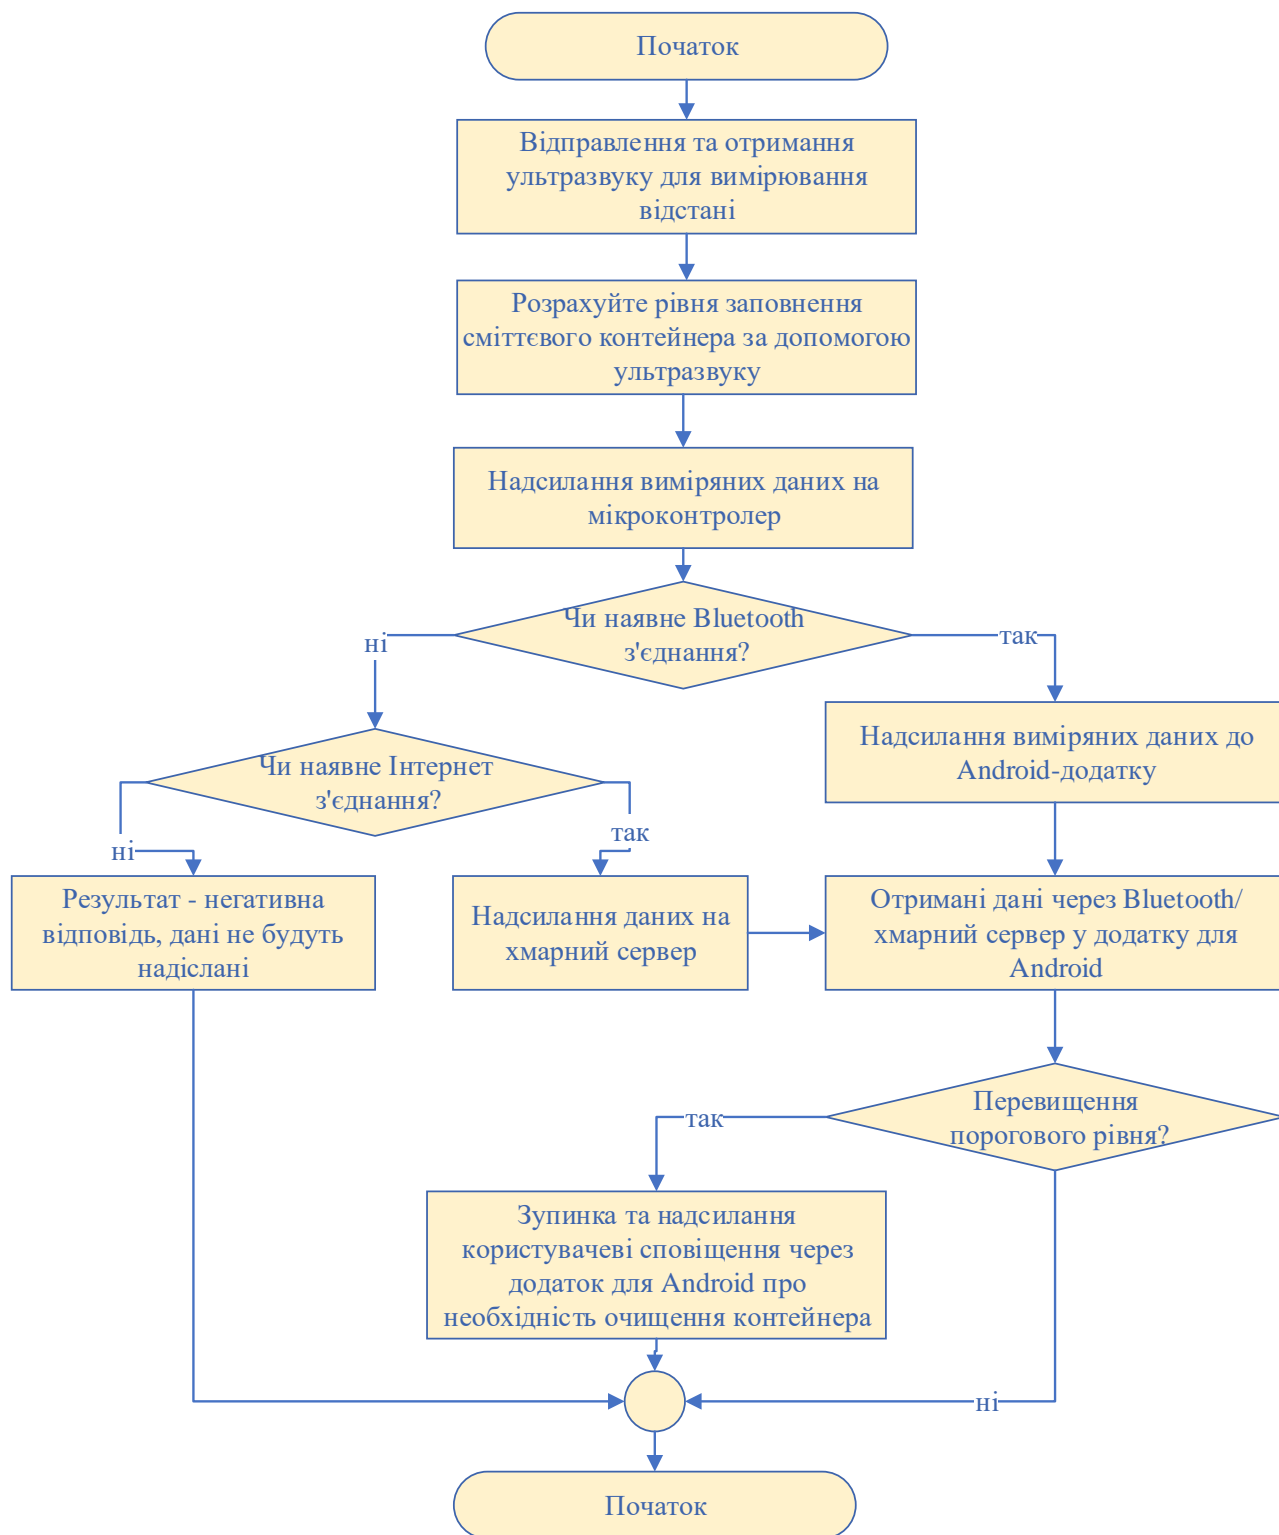 Початок
Відправлення та отримання
ультразвуку для вимірювання
відстані
Розрахуйте рівня заповнення
сміттєвого контейнера за допомогою
ультразвуку
Надсилання виміряних даних на
мікроконтролер
Чи наявне Bluetooth
з'єднання?
ні
так
Чи наявне Інтернет
з'єднання?
Надсилання виміряних даних до
Android-додатку
ні
так
Результат - негативна
відповідь, дані не будуть
надіслані
Надсилання даних на
хмарний сервер
Отримані дані через Bluetooth/
хмарний сервер у додатку для
Android
Перевищення
порогового рівня?
так
Зупинка та надсилання
користувачеві сповіщення через
додаток для Android про
необхідність очищення контейнера
ні
Початок